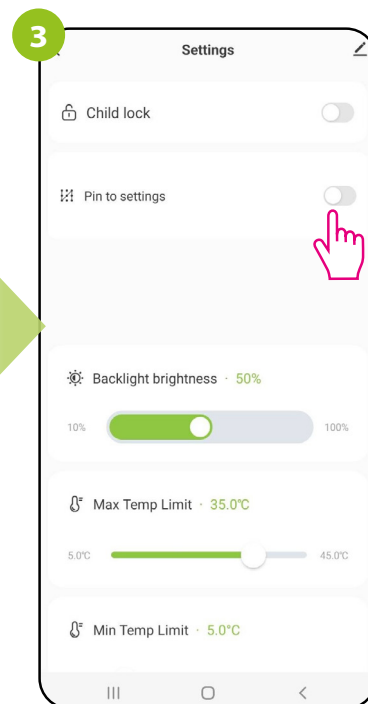 3
Settings
Child lock
Pin to settings
Backlight brightness · 50%
10% 100%
Max Temp Limit · 35.0℃
5.0℃ 45.0℃
Min Temp Limit · 5.0°C